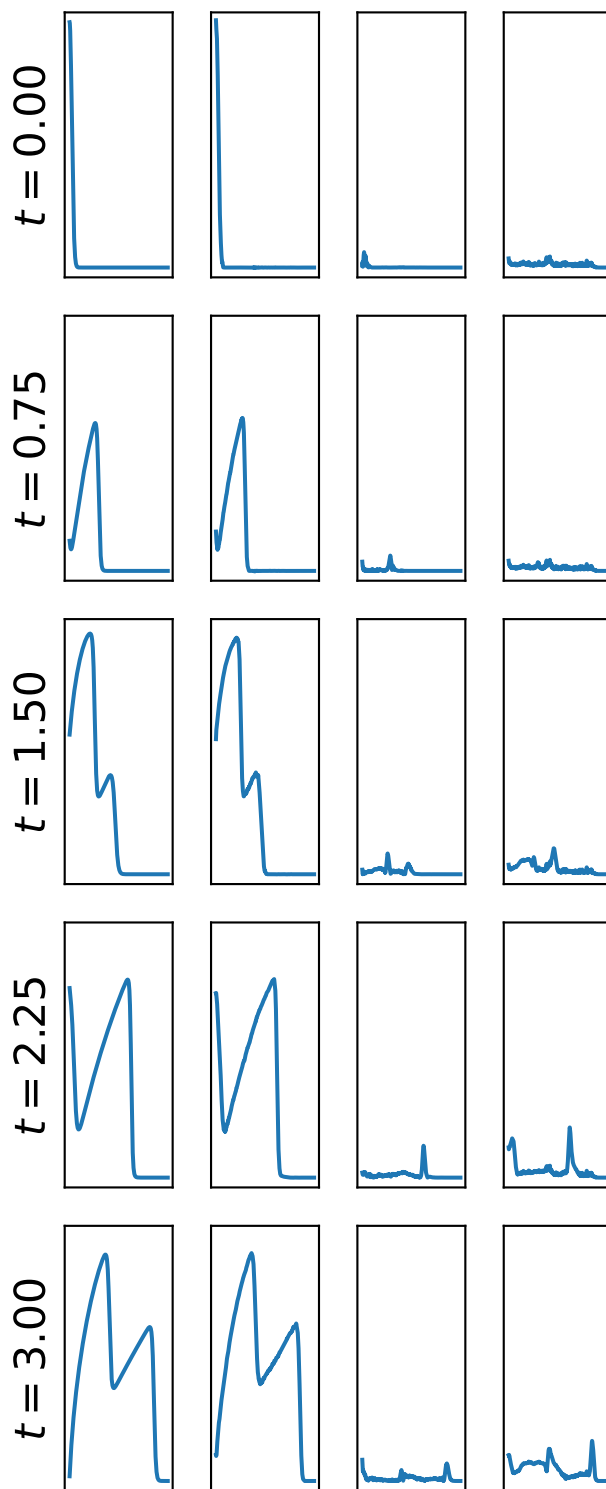 t = 0.00
t = 0.75
t = 1.50
t = 2.25
t = 3.00